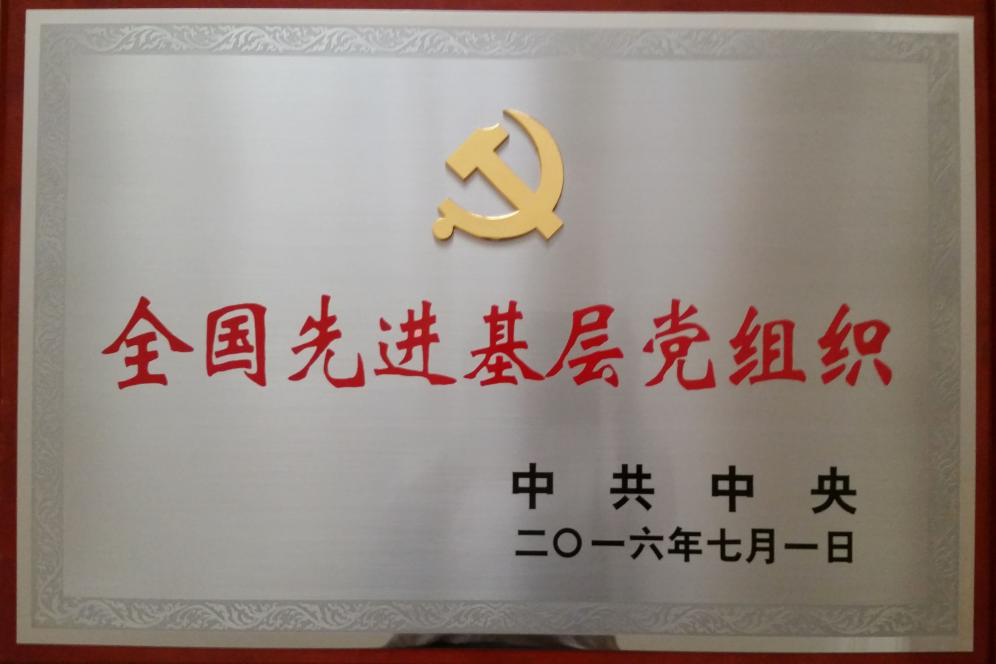 全国先进基层党组织
中共中央
二〇一六年七月一日